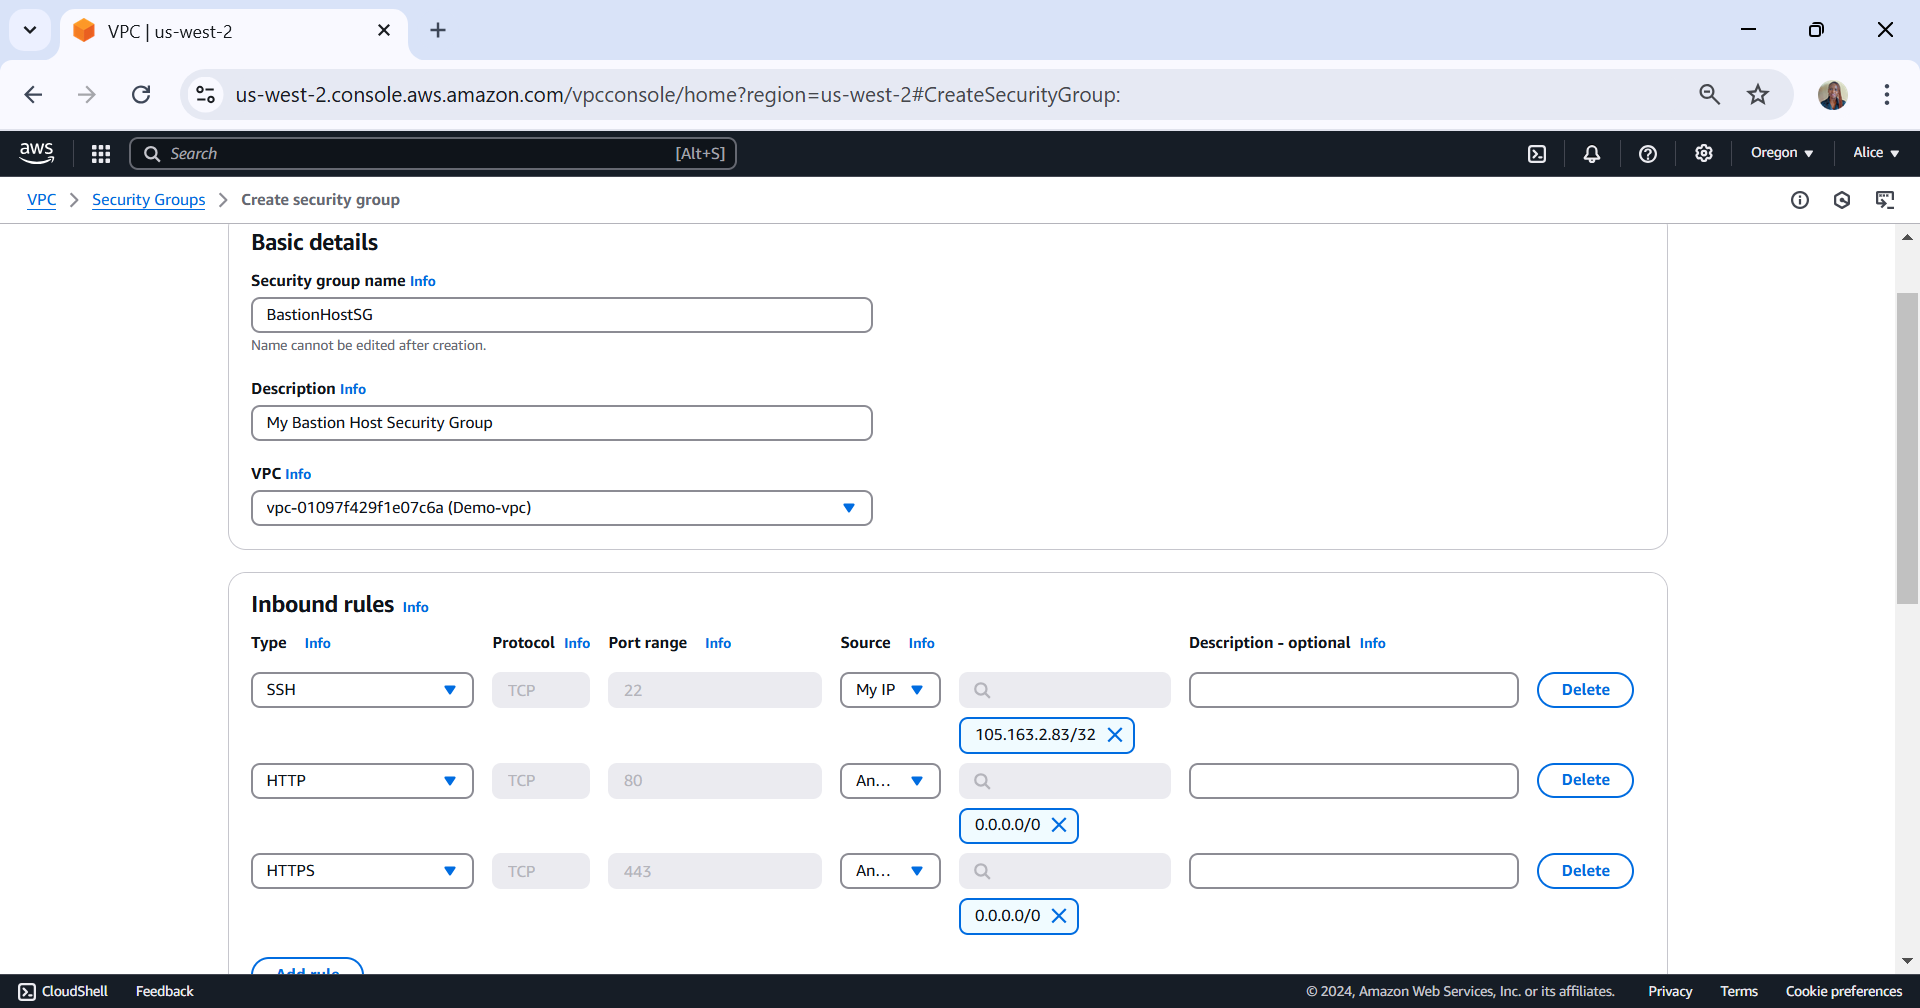 VPC | us-west-2
us-west-2.console.aws.amazon.com/vpcconsole/home?region=us-west-2#CreateSecurityGroup:
aws Search [Alt+S] Oregon Alice
VPC Security Groups Create security group
Basic details
Security group name Info
BastionHostSG
Name cannot be edited after creation.
Description Info
My Bastion Host Security Group
VPC Info
vpc-01097f429f1e07c6a (Demo-vpc)
Inbound rules Info
Type Info Protocol Info Port range Info Source Info Description - optional Info
SSH TCP 22 My IP Delete
105.163.2.83/32
HTTP TCP 80 An... Delete
0.0.0.0/0
HTTPS TCP 443 An... Delete
0.0.0.0/0
Add rule
CloudShell Feedback © 2024, Amazon Web Services, Inc. or its affiliates. Privacy Terms Cookie preferences